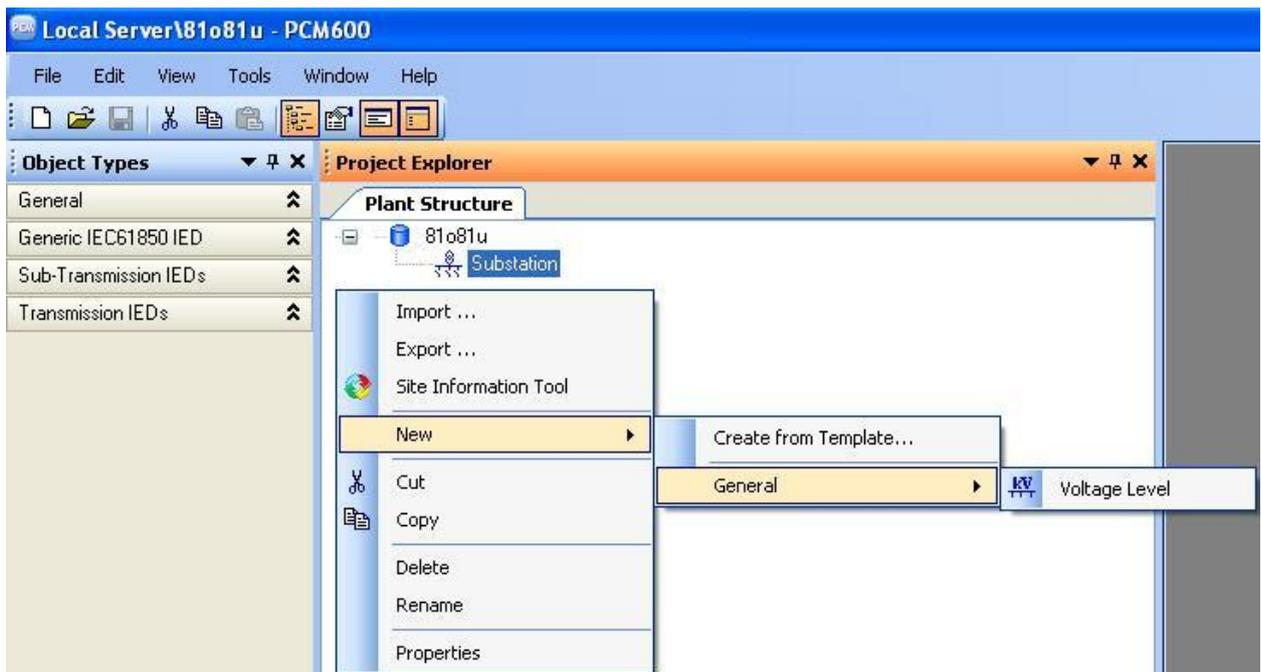 PCM Local Server\81o81u - PCM600
File Edit View Tools Window Help
Object Types
General
Generic IEC61850 IED
Sub-Transmission IEDs
Transmission IEDs
Project Explorer
Plant Structure
81o81u
Substation
Import ...
Export ...
Site Information Tool
New
Cut
Copy
Delete
Rename
Properties
Create from Template...
General
kV Voltage Level